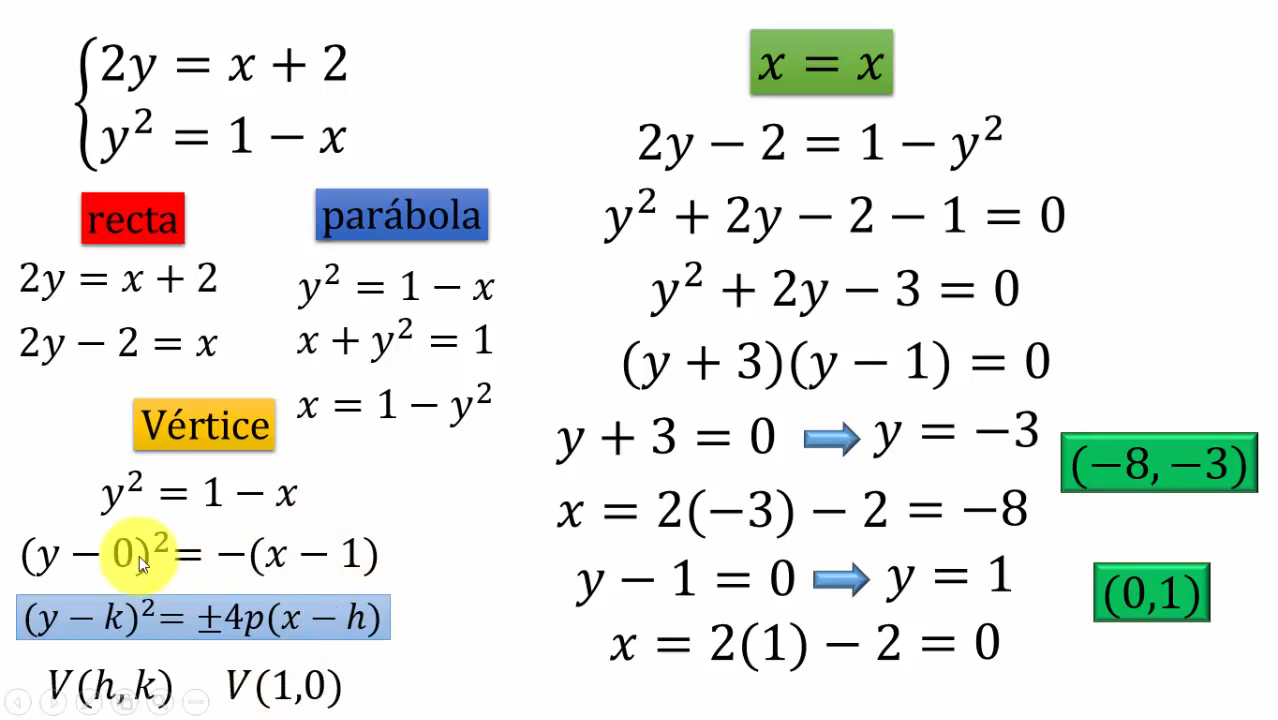 2y = x + 2
y² = 1 − x
recta
2y = x + 2
2y − 2 = x
parábola
y² = 1 − x
x + y² = 1
x = 1 − y²
Vértice
y² = 1 − x
(y − 0)² = −(x − 1)
(y − k)² = ±4p(x − h)
V(h, k) V(1,0)
x = x
2y − 2 = 1 − y²
y² + 2y − 2 − 1 = 0
y² + 2y − 3 = 0
(y + 3)(y − 1) = 0
y + 3 = 0 ➡ y = −3
x = 2(−3) − 2 = −8
(−8, −3)
y − 1 = 0 ➡ y = 1
x = 2(1) − 2 = 0
(0,1)